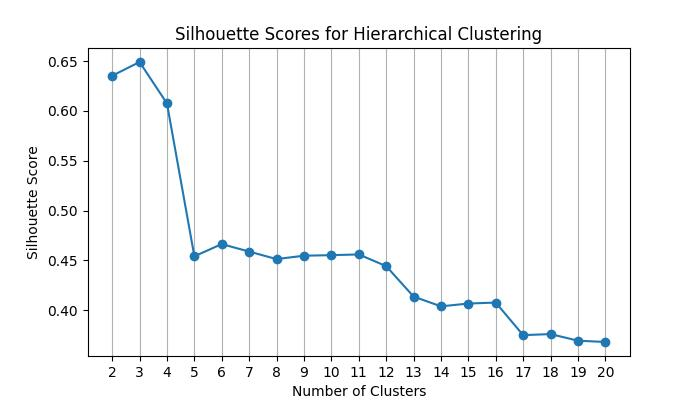 Silhouette Scores for Hierarchical Clustering
0.65
0.60
0.55
0.50
0.45
0.40
Silhouette Score
2 3 4 5 6 7 8 9 10 11 12 13 14 15 16 17 18 19 20
Number of Clusters